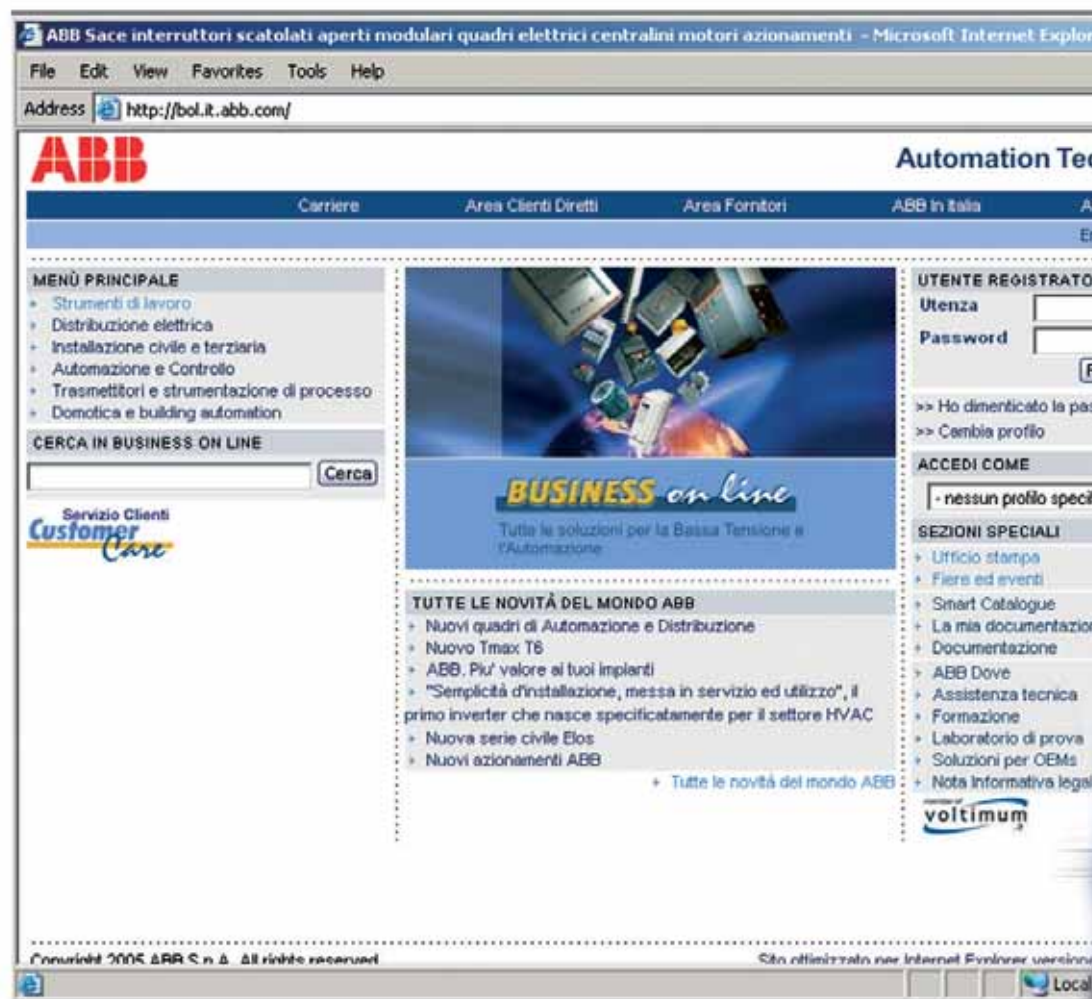 ABB Sace interruttori scatolati aperti modulari quadri elettrici centralini motori azionamenti - Microsoft Internet Explor
File Edit View Favorites Tools Help
Address http://bol.it.abb.com/
ABB
Automation Tec
Carriere Area Clienti Diretti Area Fornitori ABB in Italia A
E
MENÙ PRINCIPALE
Strumenti di lavoro
Distribuzione elettrica
Installazione civile e terziaria
Automazione e Controllo
Trasmettitori e strumentazione di processo
Domotica e building automation
CERCA IN BUSINESS ON LINE
Cerca
Servizio Clienti
Customer
Care
BUSINESS on line
Tutte le soluzioni per la Bassa Tensione e
l'Automazione
TUTTE LE NOVITÀ DEL MONDO ABB
Nuovi quadri di Automazione e Distribuzione
Nuovo Tmax T6
ABB. Piu' valore ai tuoi impianti
"Semplicità d'installazione, messa in servizio ed utilizzo", il
primo inverter che nasce specificatamente per il settore HVAC
Nuova serie civile Elos
Nuovi azionamenti ABB
Tutte le novità del mondo ABB
UTENTE REGISTRATO
Utenza
Password
>> Ho dimenticato la pas
>> Cambia profilo
ACCEDI COME
- nessun profilo specif
SEZIONI SPECIALI
Ufficio stampa
Fiere ed eventi
Smart Catalogue
La mia documentazion
Documentazione
ABB Dove
Assistenza tecnica
Formazione
Laboratorio di prova
Soluzioni per OEMs
Nota Informativa legal
member of
voltimum
.it
Copyright 2005 ABB S.p.A. All rights reserved
Sito ottimizzato per Internet Explorer versione
Local